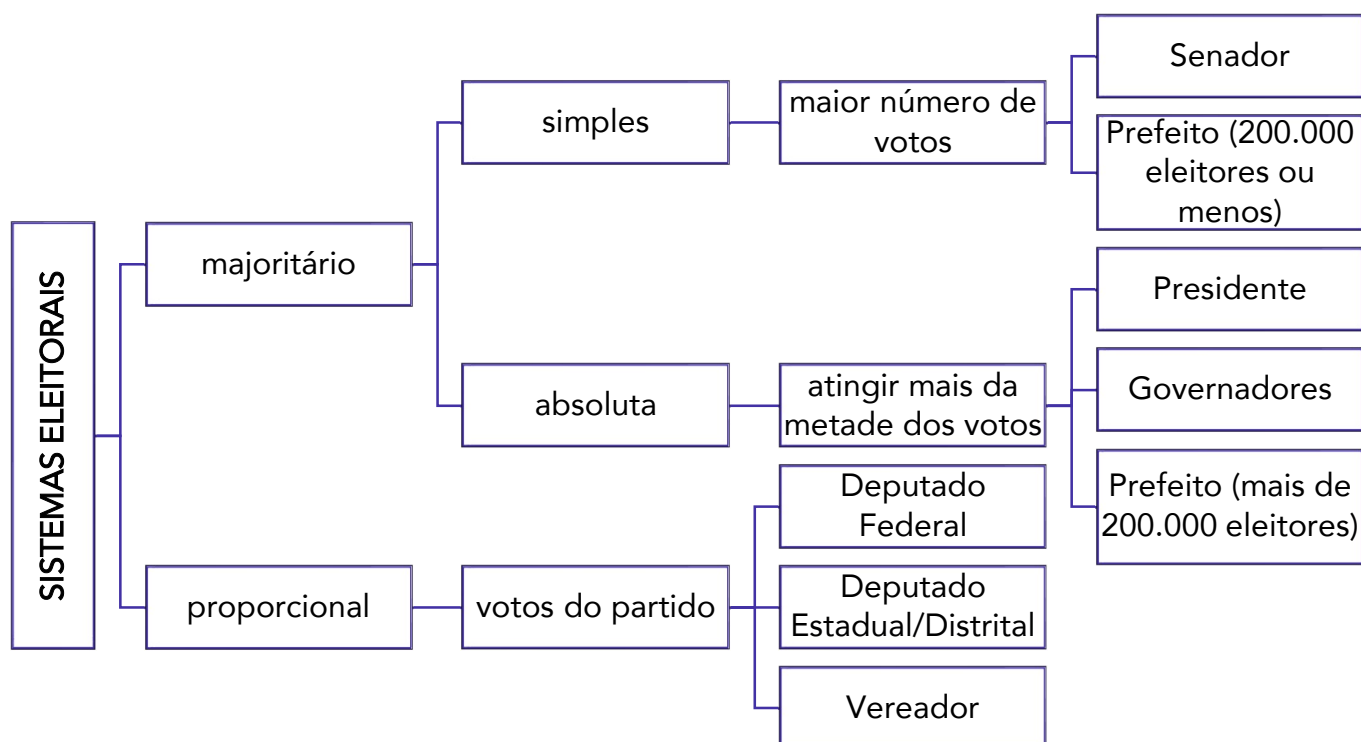 SISTEMAS ELEITORAIS
majoritário
simples
maior número de
votos
Senador
Prefeito (200.000
eleitores ou
menos)
absoluta
atingir mais da
metade dos votos
Presidente
Governadores
Prefeito (mais de
200.000 eleitores)
proporcional
votos do partido
Deputado
Federal
Deputado
Estadual/Distrital
Vereador